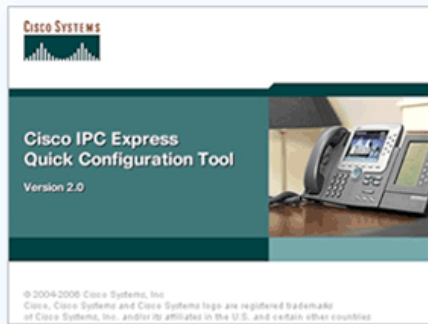 CISCO SYSTEMS
Cisco IPC Express
Quick Configuration Tool
Version 2.0
© 2004-2006 Cisco Systems, Inc
Cisco, Cisco Systems and Cisco Systems logo are registered trademarks
of Cisco Systems, Inc. and/or its affiliates in the U.S. and certain other countries